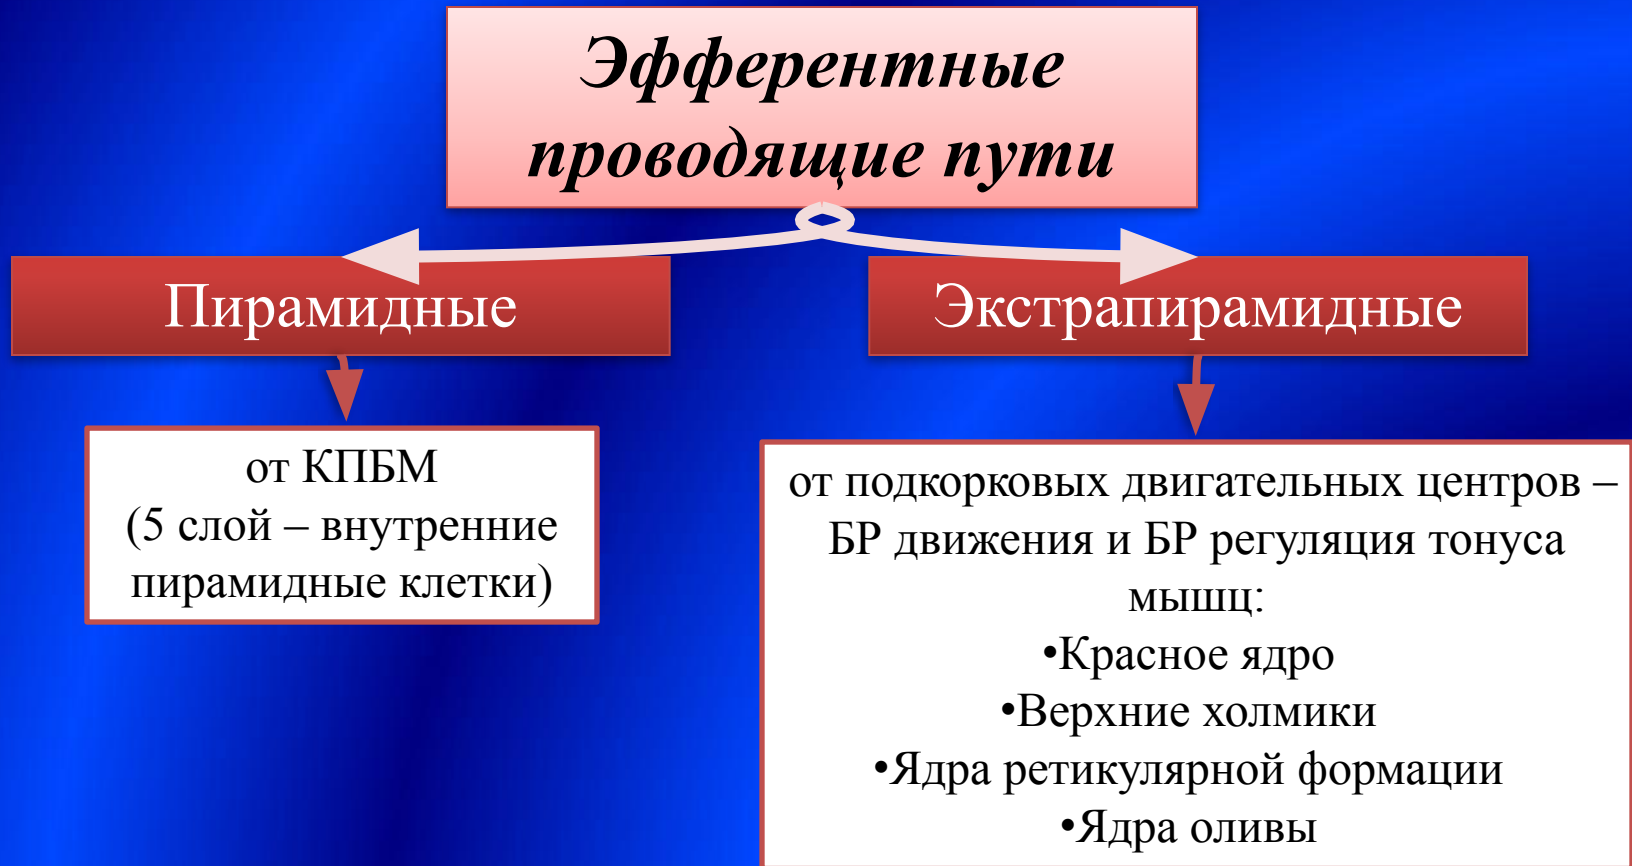 Эфферентные
проводящие пути
Пирамидные
Экстрапирамидные
от КПБМ
(5 слой – внутренние
пирамидные клетки)
от подкорковых двигательных центров –
БР движения и БР регуляция тонуса
мышц:
•Красное ядро
•Верхние холмики
•Ядра ретикулярной формации
•Ядра оливы